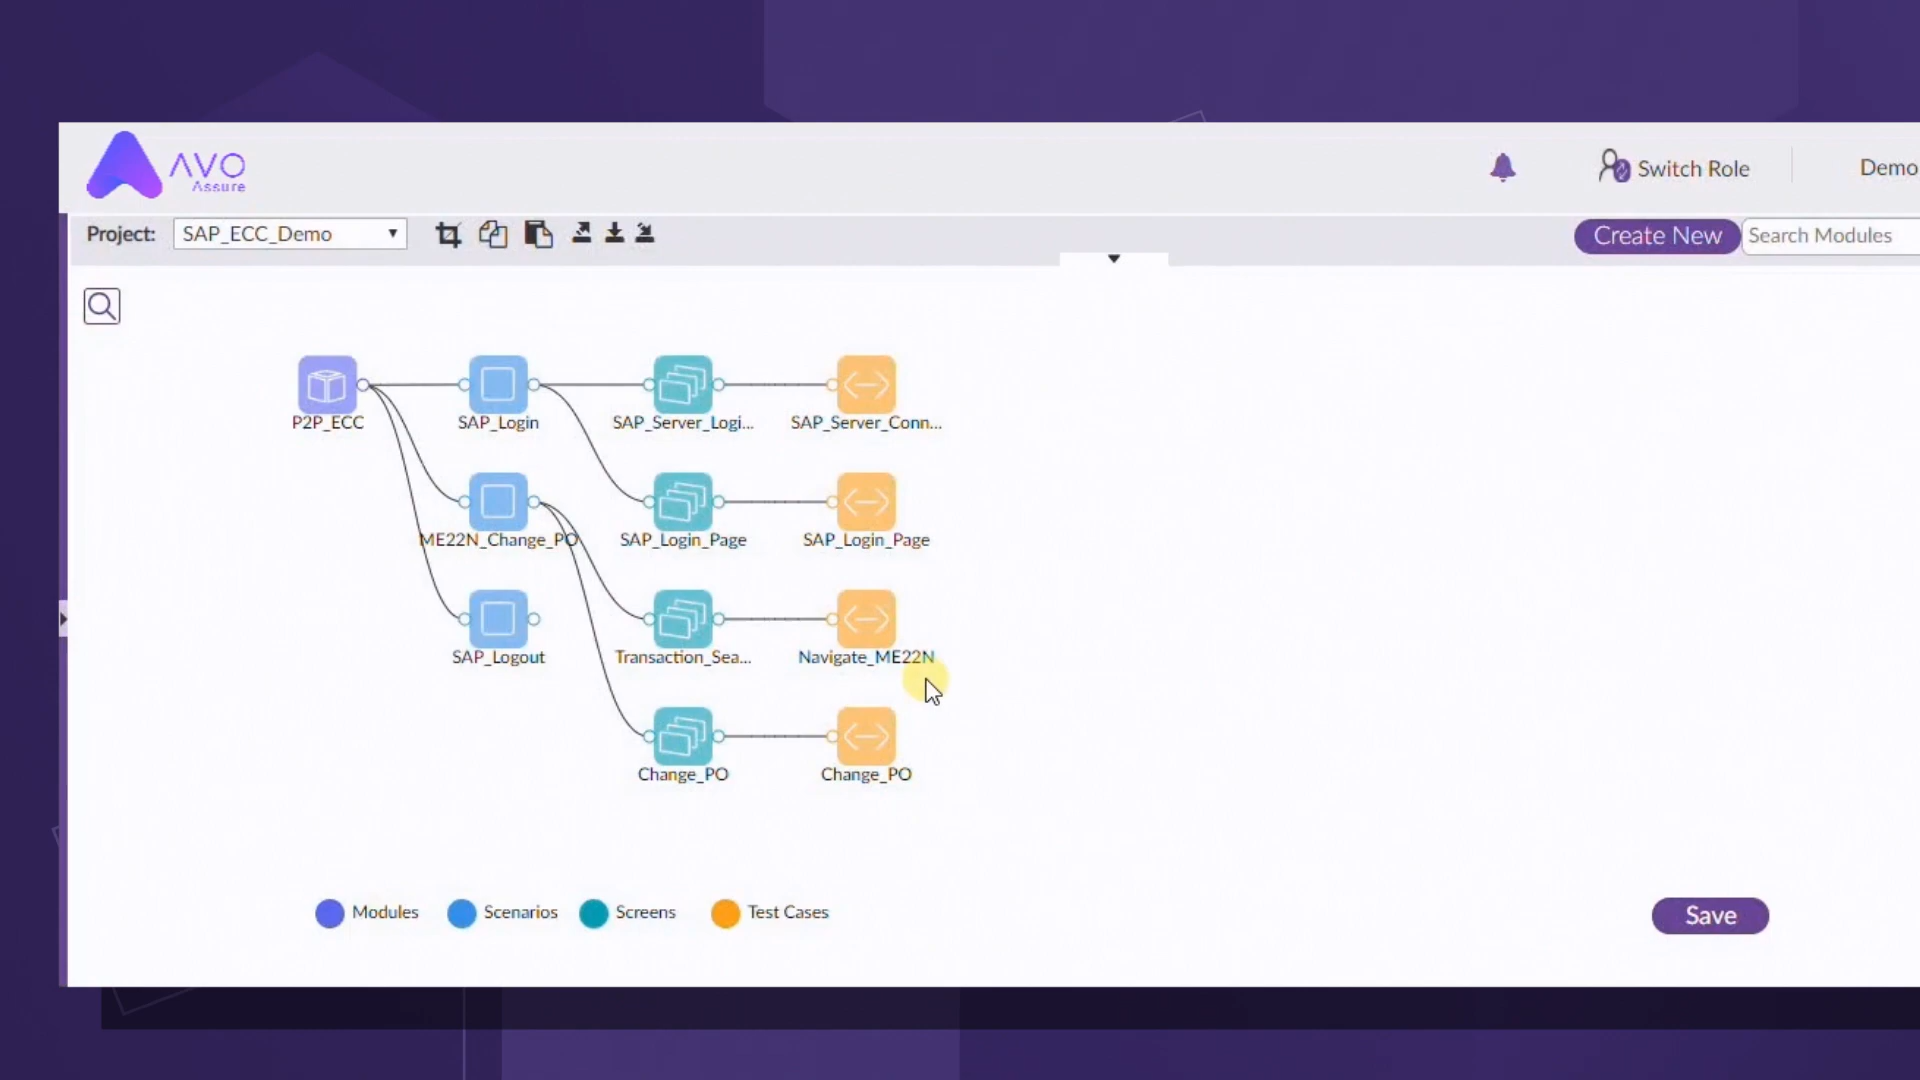 AVO
Assure
Switch Role
Demo
Project:
SAP_ECC_Demo
Create New
Search Modules
P2P_ECC
SAP_Login
SAP_Server_Logi...
SAP_Server_Conn...
ME22N_Change_PO
SAP_Login_Page
SAP_Login_Page
SAP_Logout
Transaction_Sea...
Navigate_ME22N
Change_PO
Change_PO
Modules
Scenarios
Screens
Test Cases
Save